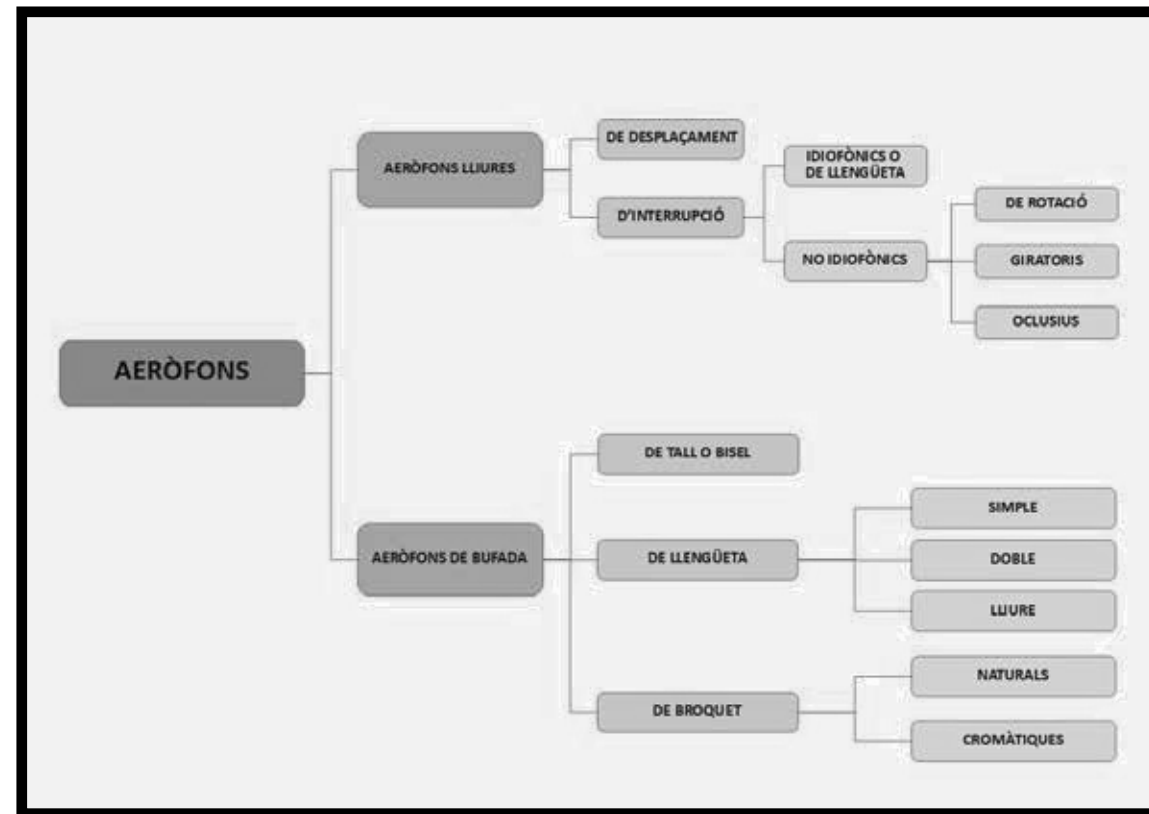 AERÒFONS
AERÒFONS LLIURES
DE DESPLAÇAMENT
D'INTERRUPCIÓ
IDIOFÒNICS O
DE LLENGÜETA
NO IDIOFÒNICS
DE ROTACIÓ
GIRATORIS
OCLUSIUS
AERÒFONS DE BUFADA
DE TALL O BISEL
DE LLENGÜETA
SIMPLE
DOBLE
LLIURE
DE BROQUET
NATURALS
CROMÀTIQUES